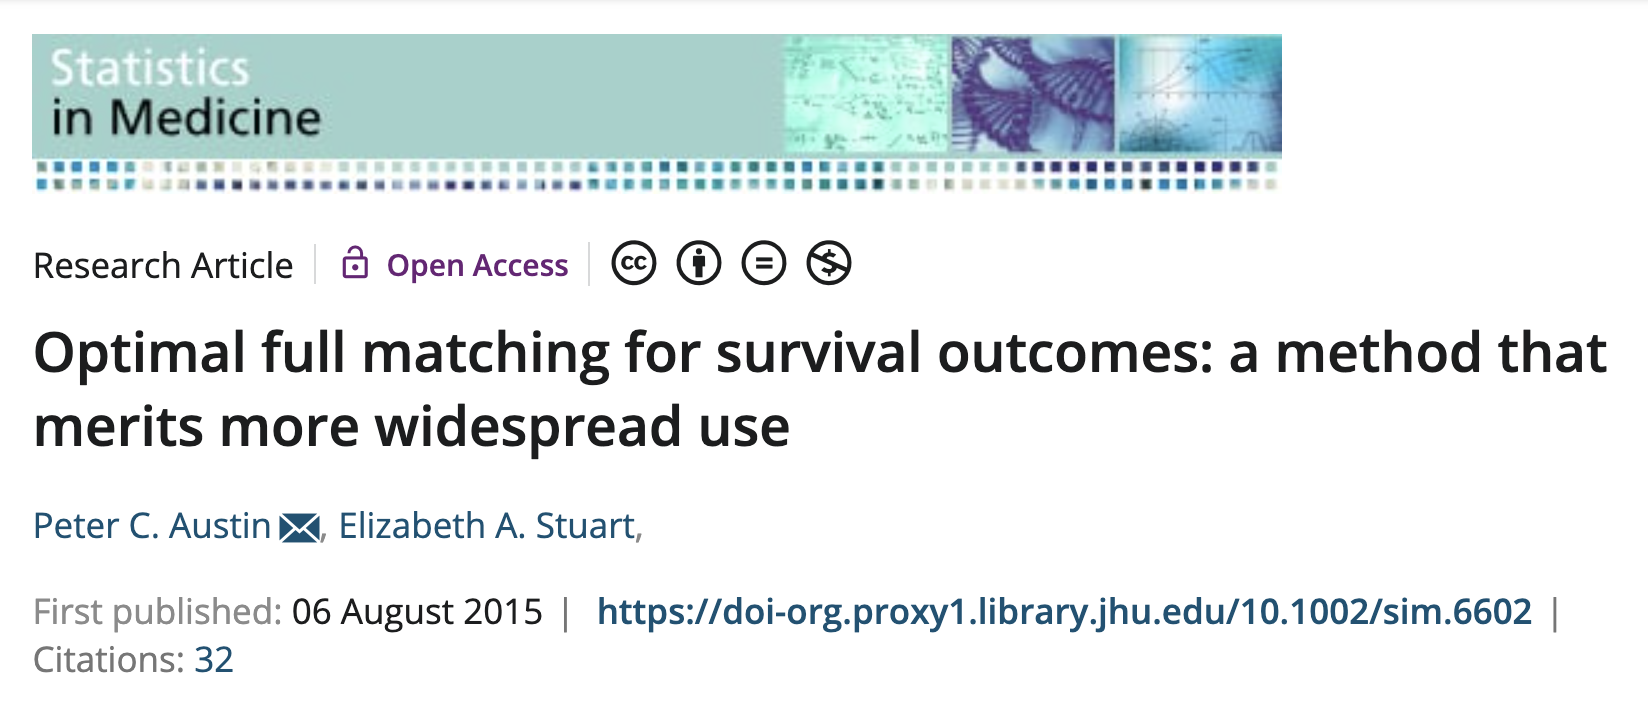 Statistics
in Medicine
Research Article | Open Access | cc
Optimal full matching for survival outcomes: a method that
merits more widespread use
Peter C. Austin, Elizabeth A. Stuart,
First published: 06 August 2015 | https://doi-org.proxy1.library.jhu.edu/10.1002/sim.6602 |
Citations: 32